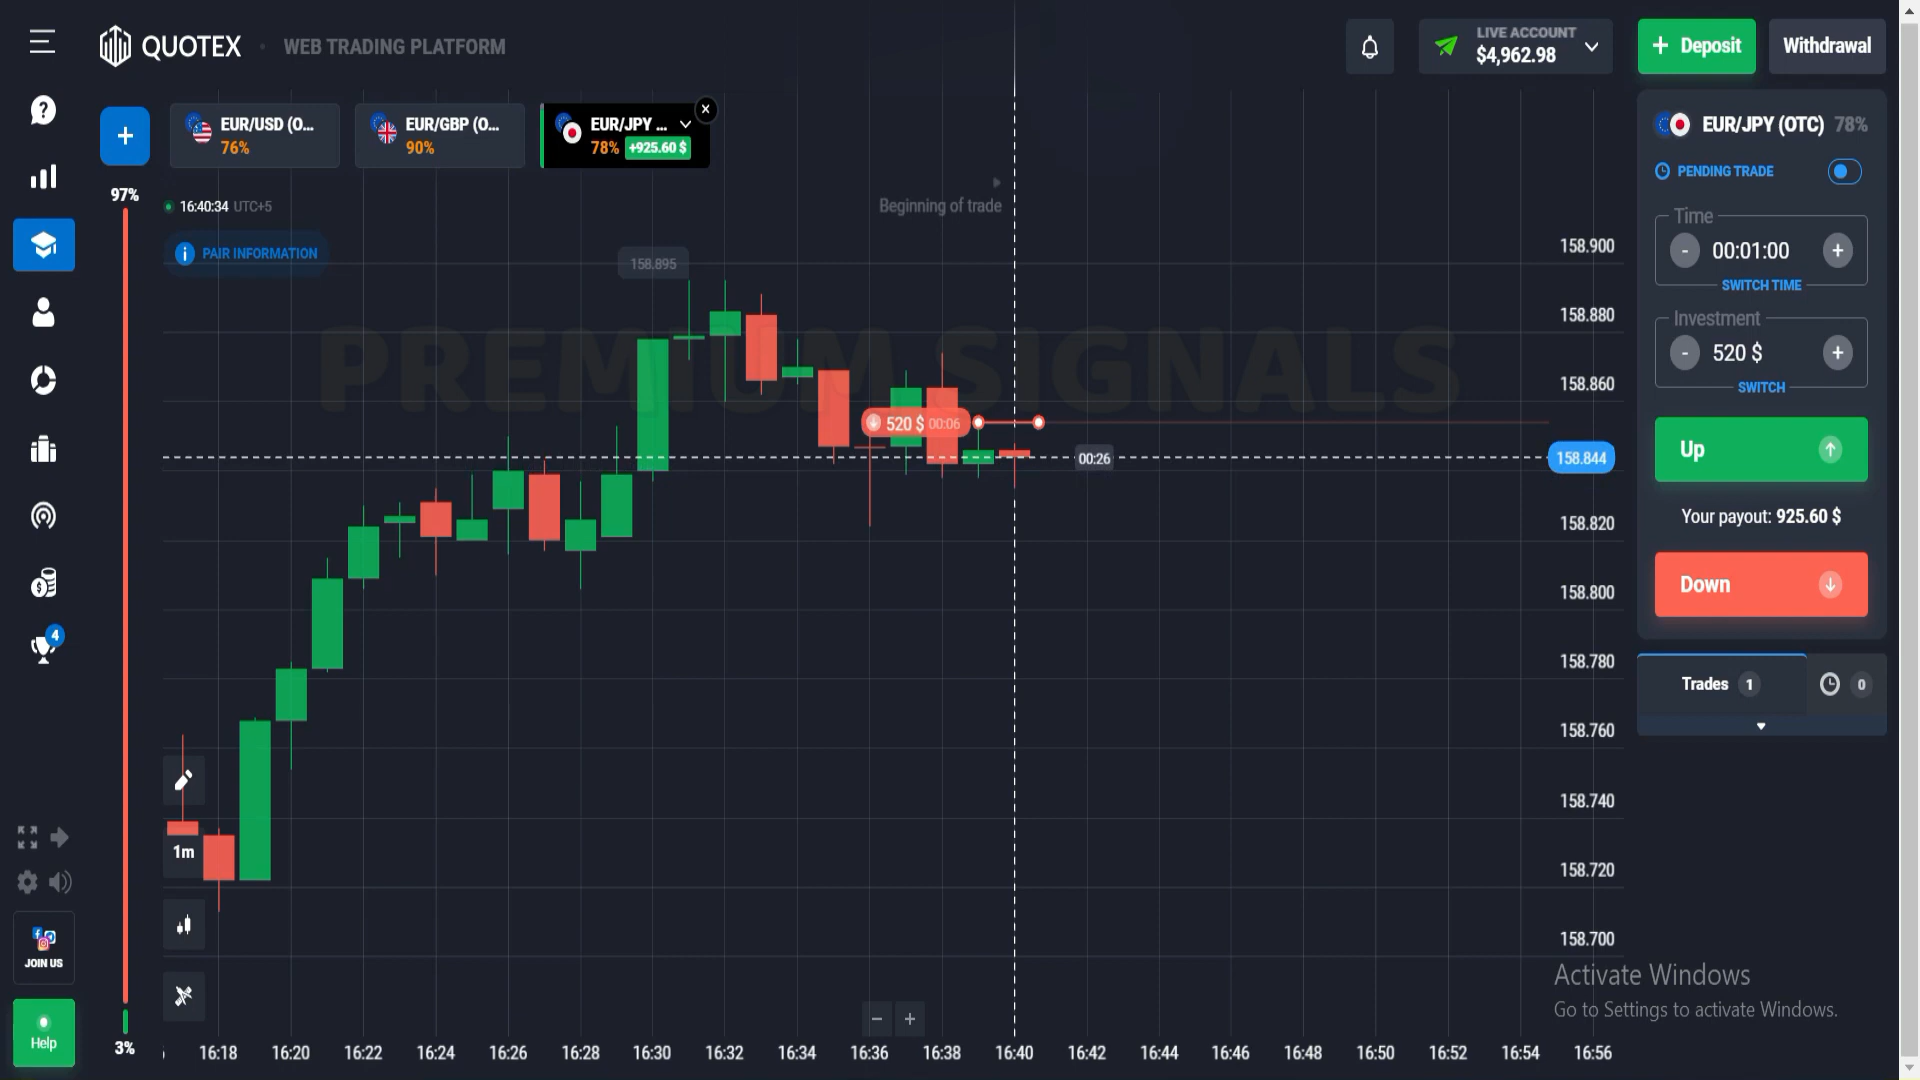 QUOTEX
WEB TRADING PLATFORM
LIVE ACCOUNT
$4,962.98
+ Deposit
Withdrawal
+
EUR/USD (O...
76%
EUR/GBP (O...
90%
EUR/JPY ...
78% +925.60 $
97%
16:40:34 UTC+5
PAIR INFORMATION
Beginning of trade
158.895
PREMIUM SIGNALS
520 $ 00:06
00:26
158.900
158.880
158.860
158.844
158.820
158.800
158.780
158.760
158.740
158.720
158.700
EUR/JPY (OTC) 78%
PENDING TRADE
Time
- 00:01:00 +
SWITCH TIME
Investment
- 520 $ +
SWITCH
Up
Your payout: 925.60 $
Down
Trades 1
0
4
1m
JOIN US
Help
3%
16:18 16:20 16:22 16:24 16:26 16:28 16:30 16:32 16:34 16:36 16:38 16:40 16:42 16:44 16:46 16:48 16:50 16:52 16:54 16:56
Activate Windows
Go to Settings to activate Windows.